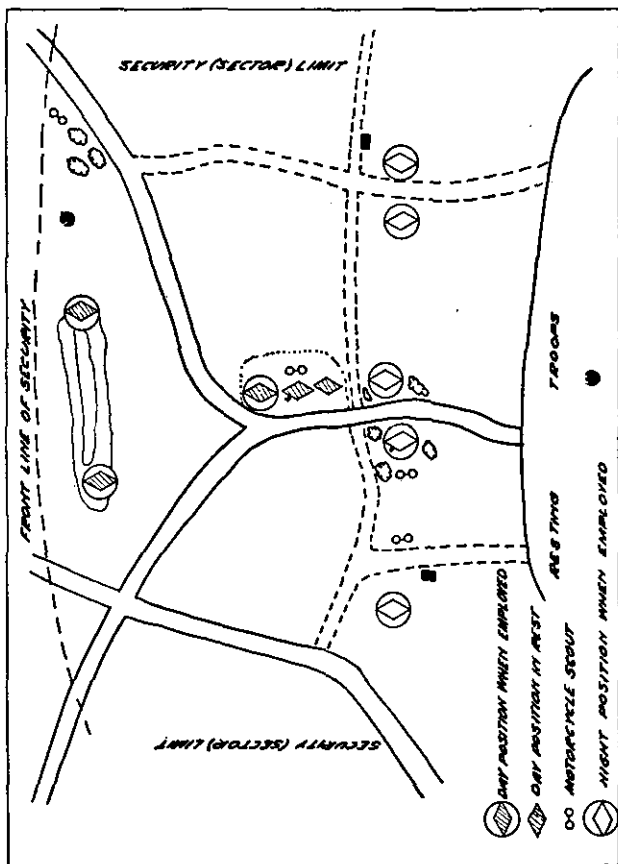 SECURITY (SECTOR) LIMIT
FRONT LINE OF SECURITY
SECURITY (SECTOR) LIMIT
RESTING TROOPS
DAY POSITION WHEN EMPLOYED
DAY POSITION IN REST
MOTORCYCLE SCOUT
NIGHT POSITION WHEN EMPLOYED